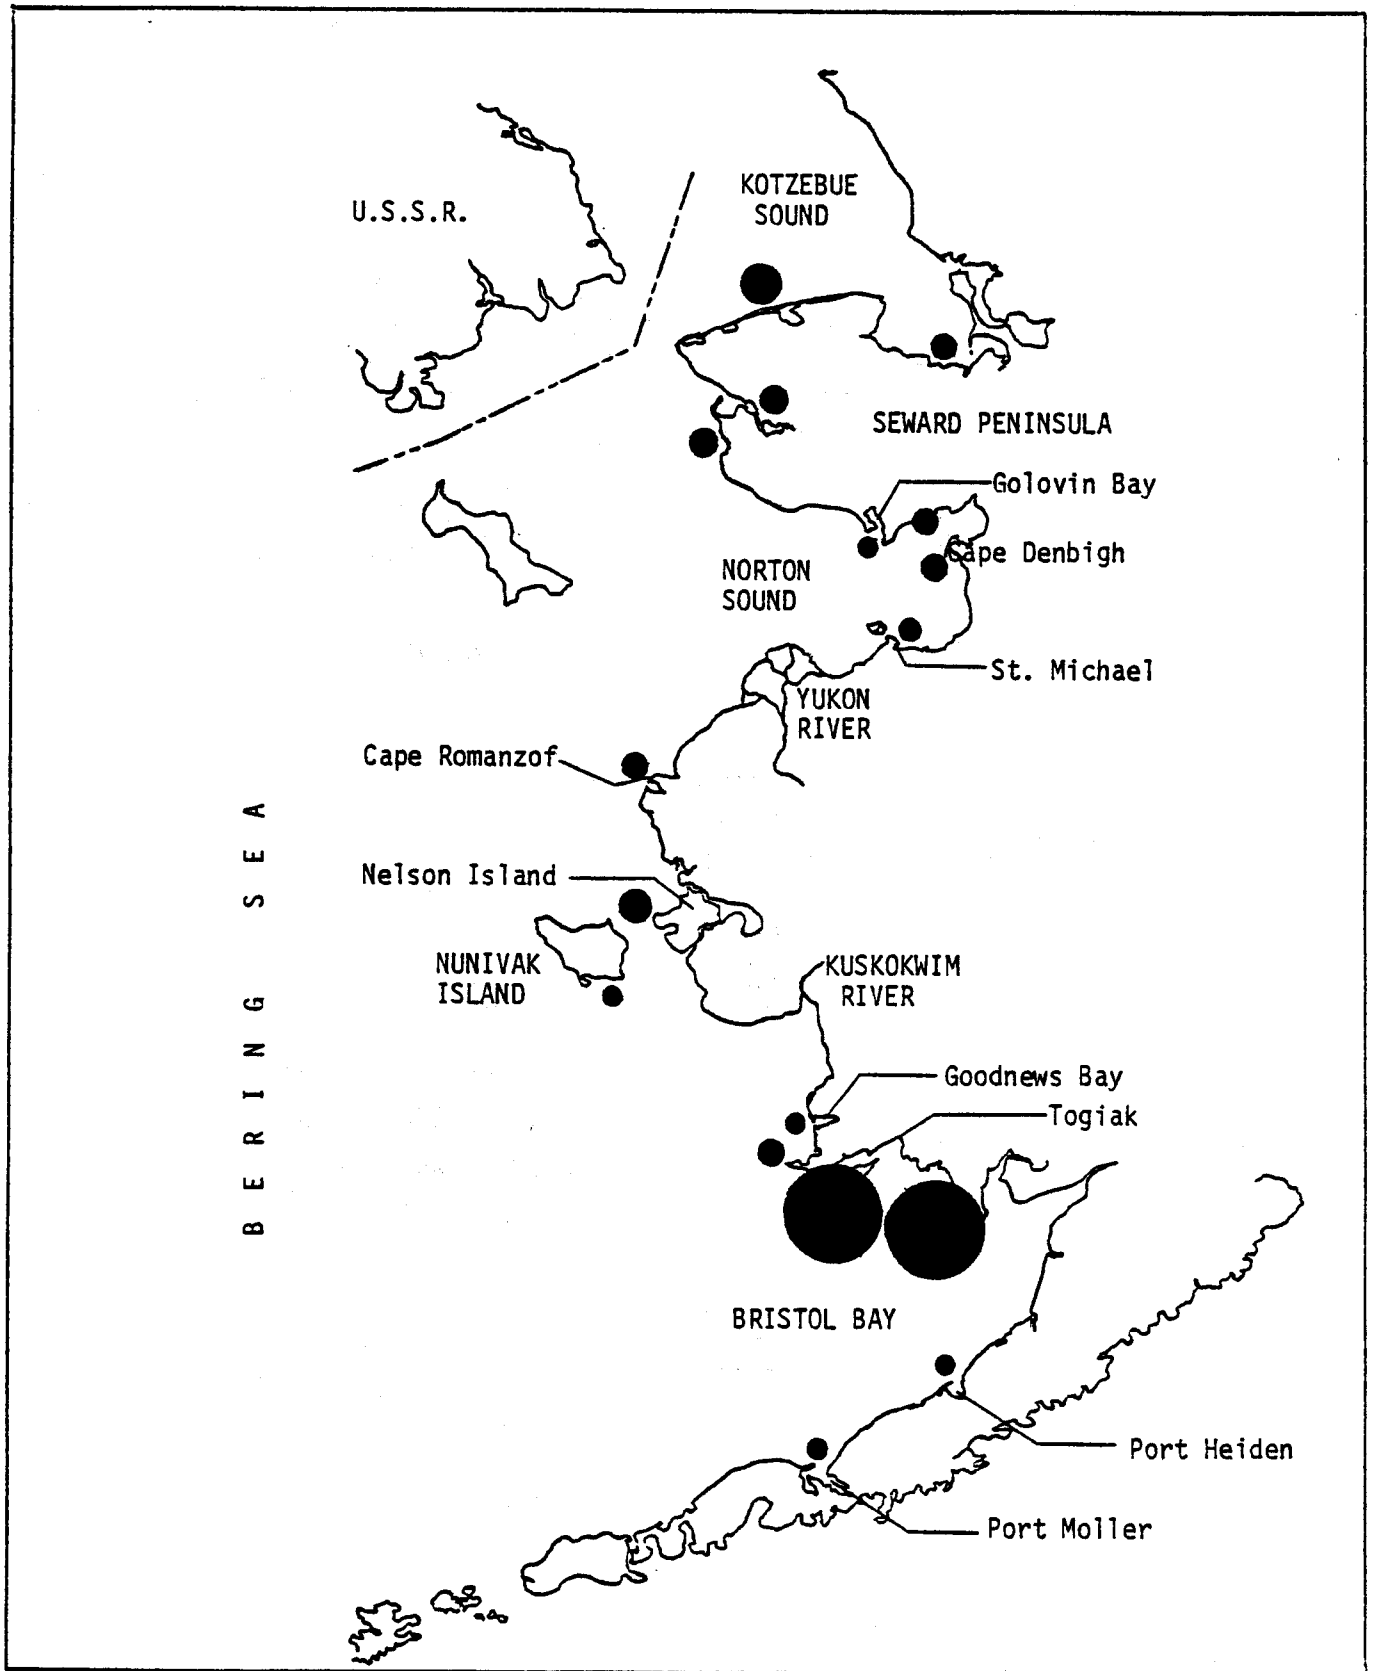 KOTZEBUE
SOUND
U.S.S.R.
SEWARD PENINSULA
Golovin Bay
Cape Denbigh
NORTON
SOUND
St. Michael
YUKON
RIVER
Cape Romanzof
BERING SEA
Nelson Island
NUNIVAK
ISLAND
KUSKOKWIM
RIVER
Goodnews Bay
Togiak
BRISTOL BAY
Port Heiden
Port Moller